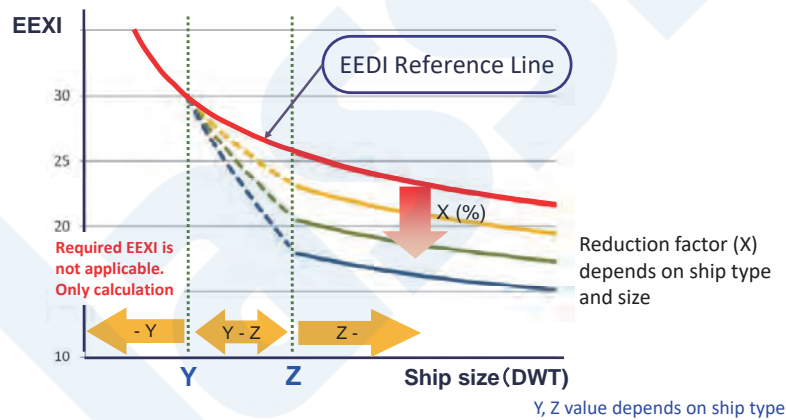 EEXI
EEDI Reference Line
30
25
X (%)
20
Required EEXI is
not applicable.
Only calculation
Reduction factor (X)
depends on ship type
and size
- Y
Y - Z
Z -
10
Y
Z
Ship size(DWT)
Y, Z value depends on ship type